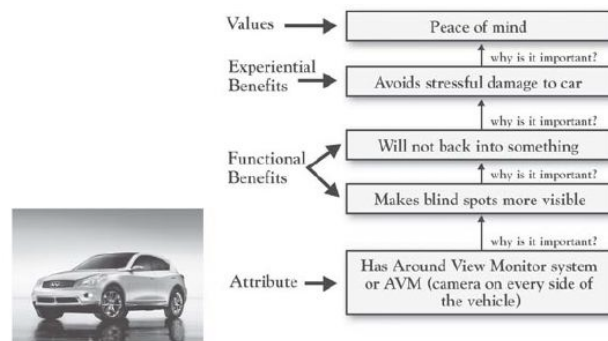 Values
Peace of mind
why is it important?
Experiential
Benefits
Avoids stressful damage to car
why is it important?
Will not back into something
Functional
Benefits
why is it important?
Makes blind spots more visible
why is it important?
Attribute
Has Around View Monitor system
or AVM (camera on every side of
the vehicle)